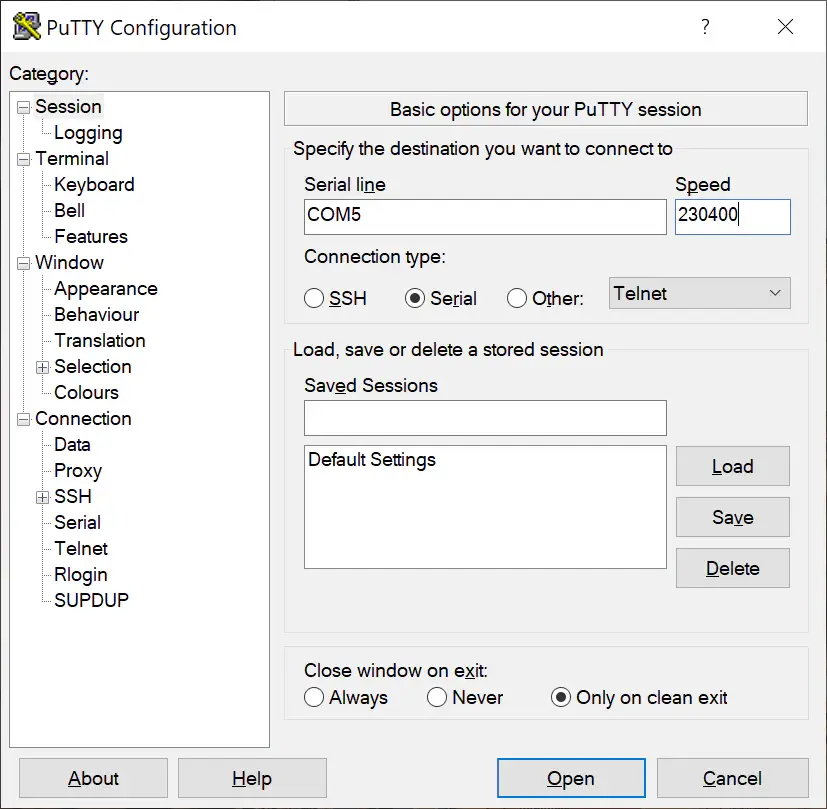 PuTTY Configuration
?
Category:
Session
Logging
Terminal
Keyboard
Bell
Features
Window
Appearance
Behaviour
Translation
Selection
Colours
Connection
Data
Proxy
SSH
Serial
Telnet
Rlogin
SUPDUP
Basic options for your PuTTY session
Specify the destination you want to connect to
Serial line Speed
COM5 230400
Connection type:
SSH Serial Other: Telnet
Load, save or delete a stored session
Saved Sessions
Default Settings
Load
Save
Delete
Close window on exit:
Always Never Only on clean exit
About Help Open Cancel